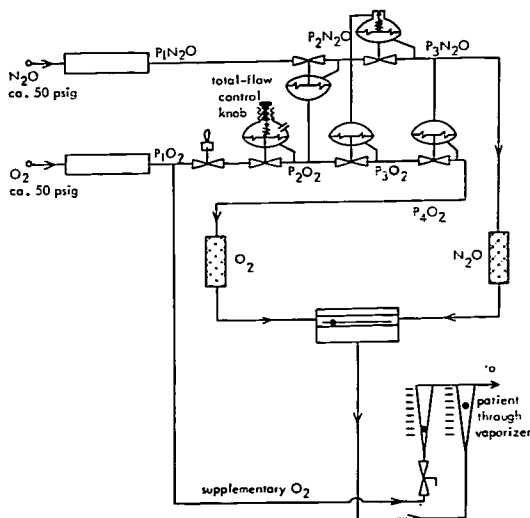 P1N2O
P2N2O
P3N2O
N2O
ca. 50 psig
total-flow
control
knob
O2
ca. 50 psig
P1O2
P2O2
P3O2
P4O2
O2
N2O
to
patient
through
vaporizer
supplementary O2